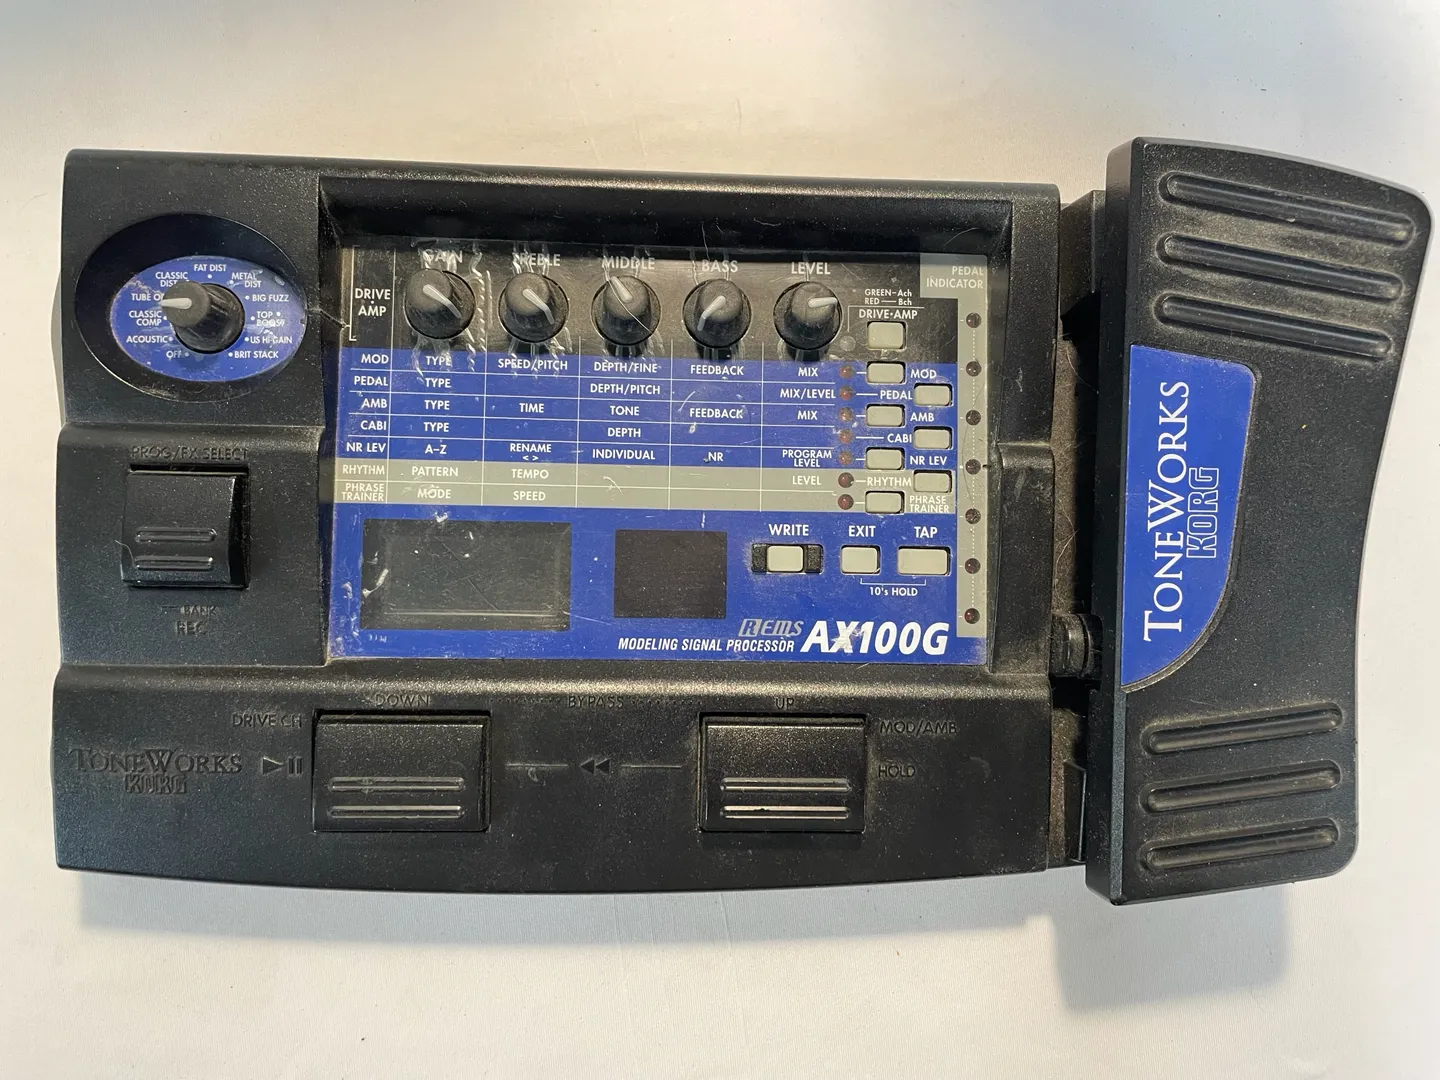 FAT DIST
CLASSIC DIST
METAL DIST
TUBE
BIG FUZZ
CLASSIC COMP
TOP BOOST
ACOUSTIC
US HI-GAIN
OFF
BRIT STACK
GAIN
TREBLE
MIDDLE
BASS
LEVEL
PEDAL
INDICATOR
DRIVE
AMP
GREEN-Ach
RED — Bch
DRIVE•AMP
MOD TYPE SPEED/PITCH DEPTH/FINE FEEDBACK MIX MOD
PEDAL TYPE DEPTH/PITCH MIX/LEVEL PEDAL
AMB TYPE TIME TONE FEEDBACK MIX AMB
CABI TYPE DEPTH CABI
NR LEV A–Z RENAME < > INDIVIDUAL NR PROGRAM LEVEL NR LEV
RHYTHM PATTERN TEMPO LEVEL RHYTHM
PHRASE TRAINER MODE SPEED PHRASE TRAINER
WRITE EXIT TAP
10's HOLD
REMS
MODELING SIGNAL PROCESSOR AX100G
PROG/FX SELECT
BANK
REC
DOWN BYPASS UP
DRIVE CH
MOD/AMB
TONEWORKS
KORG
HOLD
TONEWORKS
KORG